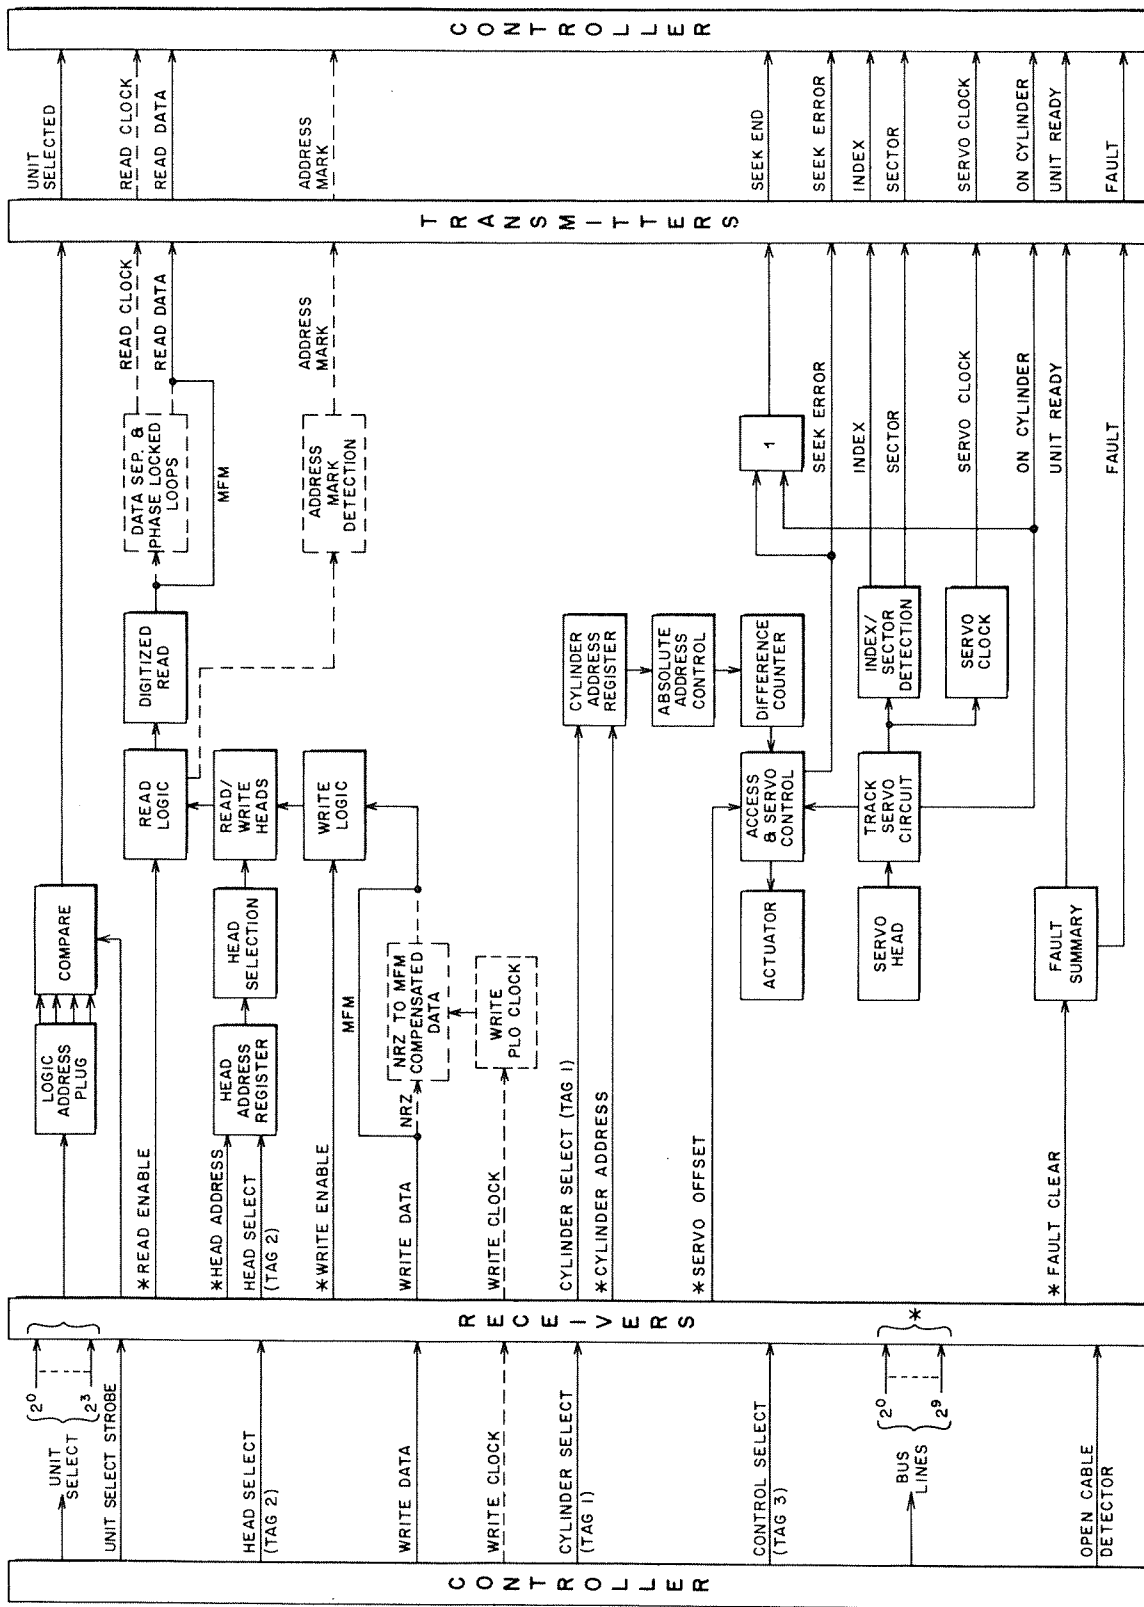 CONTROLLER
UNIT
SELECTED
READ CLOCK
READ DATA
ADDRESS
MARK
SEEK END
SEEK ERROR
INDEX
SECTOR
SERVO CLOCK
ON CYLINDER
UNIT READY
FAULT
TRANSMITTERS
READ CLOCK
READ DATA
ADDRESS
MARK
SEEK ERROR
INDEX
SECTOR
SERVO CLOCK
ON CYLINDER
UNIT READY
FAULT
DATA SEP. &
PHASE LOCKED
LOOPS
MFM
ADDRESS
MARK
DETECTION
1
DIGITIZED
READ
CYLINDER
ADDRESS
REGISTER
ABSOLUTE
ADDRESS
CONTROL
DIFFERENCE
COUNTER
INDEX/
SECTOR
DETECTION
SERVO
CLOCK
READ
LOGIC
READ/
WRITE
HEADS
WRITE
LOGIC
ACCESS
& SERVO
CONTROL
TRACK
SERVO
CIRCUIT
COMPARE
HEAD
SELECTION
MFM
NRZ TO MFM
COMPENSATED
DATA
WRITE
PLO CLOCK
ACTUATOR
SERVO
HEAD
FAULT
SUMMARY
LOGIC
ADDRESS
PLUG
HEAD
ADDRESS
REGISTER
NRZ
*READ ENABLE
*HEAD ADDRESS
HEAD SELECT
(TAG 2)
*WRITE ENABLE
WRITE DATA
WRITE CLOCK
CYLINDER SELECT (TAG 1)
*CYLINDER ADDRESS
*SERVO OFFSET
*FAULT CLEAR
RECEIVERS
*
2⁰
2³
UNIT
SELECT
UNIT SELECT STROBE
HEAD SELECT
(TAG 2)
WRITE DATA
WRITE CLOCK
CYLINDER SELECT
(TAG 1)
CONTROL SELECT
(TAG 3)
2⁰
2⁹
BUS
LINES
OPEN CABLE
DETECTOR
CONTROLLER